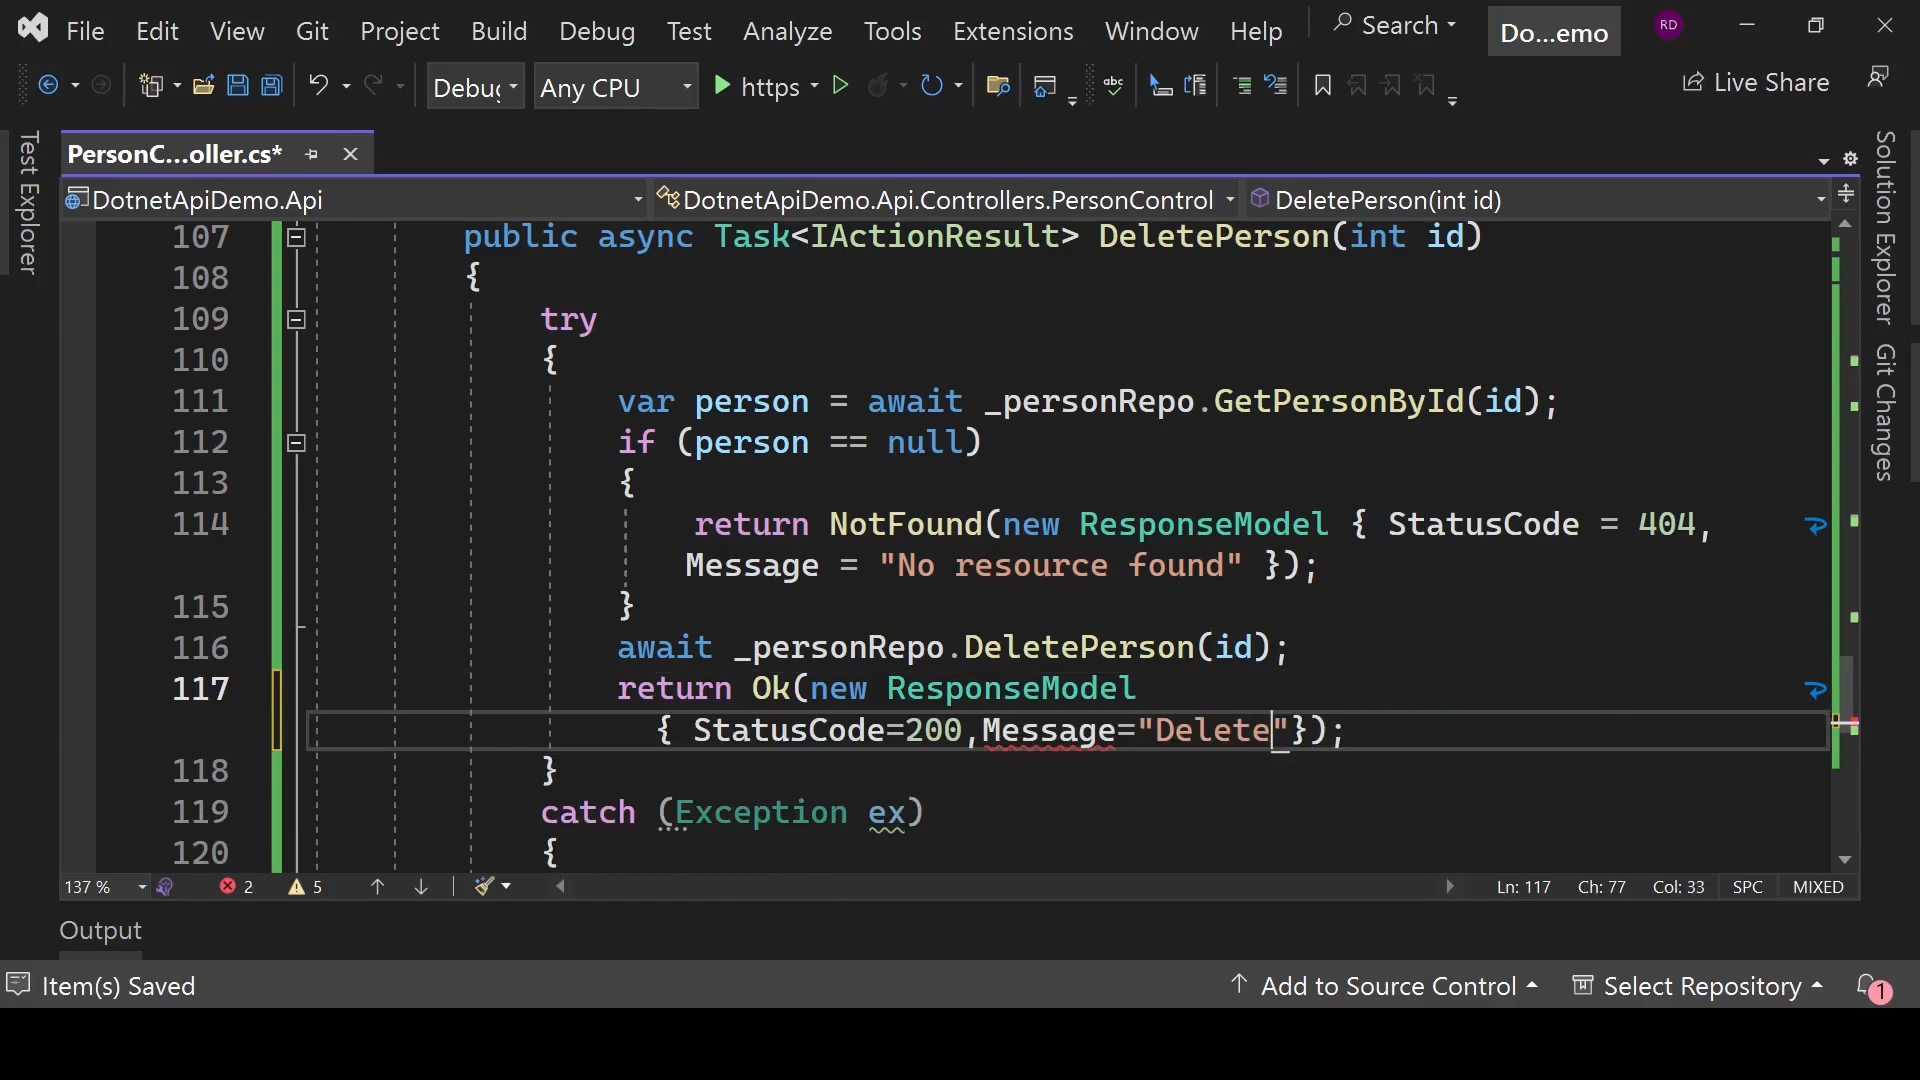 File Edit View Git Project Build Debug Test Analyze Tools Extensions Window Help Search Do...emo RD
Debug Any CPU https abc Live Share
Test Explorer
PersonC...oller.cs*
DotnetApiDemo.Api DotnetApiDemo.Api.Controllers.PersonControl DeletePerson(int id)
Solution Explorer
Git Changes
107 public async Task<IActionResult> DeletePerson(int id)
108 {
109 try
110 {
111 var person = await _personRepo.GetPersonById(id);
112 if (person == null)
113 {
114 return NotFound(new ResponseModel { StatusCode = 404,
Message = "No resource found" });
115 }
116 await _personRepo.DeletePerson(id);
117 return Ok(new ResponseModel
{ StatusCode=200,Message="Delete"});
118 }
119 catch (Exception ex)
120 {
137 % 2 5 Ln: 117 Ch: 77 Col: 33 SPC MIXED
Output
Item(s) Saved Add to Source Control Select Repository 1